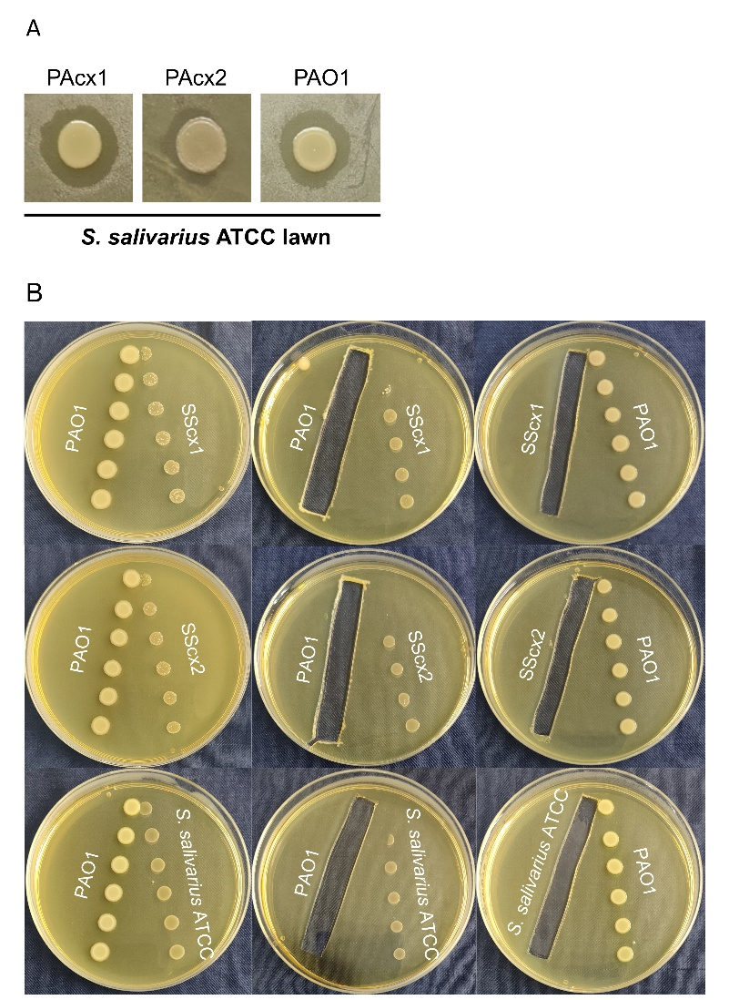 A
PAcx1 PAcx2 PAO1
S. salivarius ATCC lawn
B
PAO1 SScx1 PAO1 SScx1 SScx1 PAO1
PAO1 SScx2 PAO1 SScx2 SScx2 PAO1
PAO1 S. salivarius ATCC PAO1 S. salivarius ATCC S. salivarius ATCC PAO1